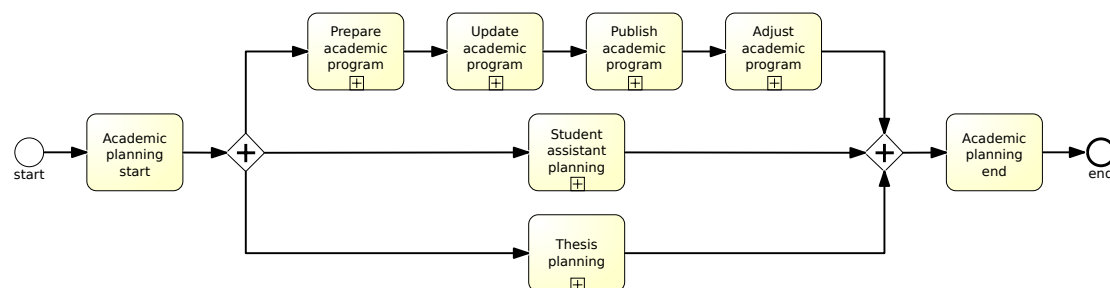 Prepare
academic
program
Update
academic
program
Publish
academic
program
Adjust
academic
program
start
Academic
planning
start
Student
assistant
planning
Academic
planning
end
end
Thesis
planning